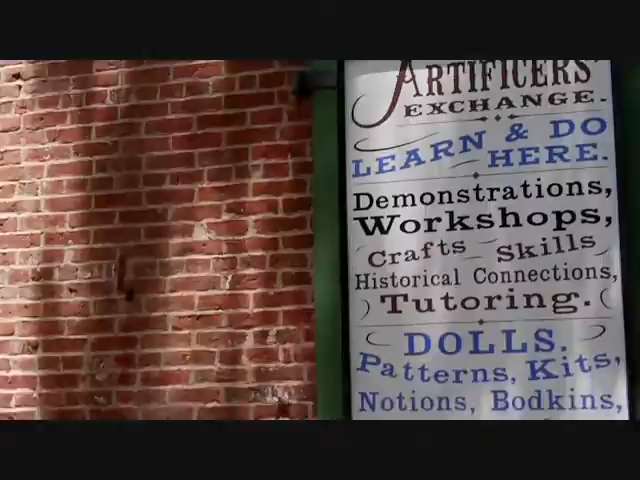 ARTIFICERS'
EXCHANGE.
LEARN & DO
HERE.
Demonstrations,
Workshops,
Crafts Skills
Historical Connections,
Tutoring.
DOLLS.
Patterns, Kits,
Notions, Bodkins,